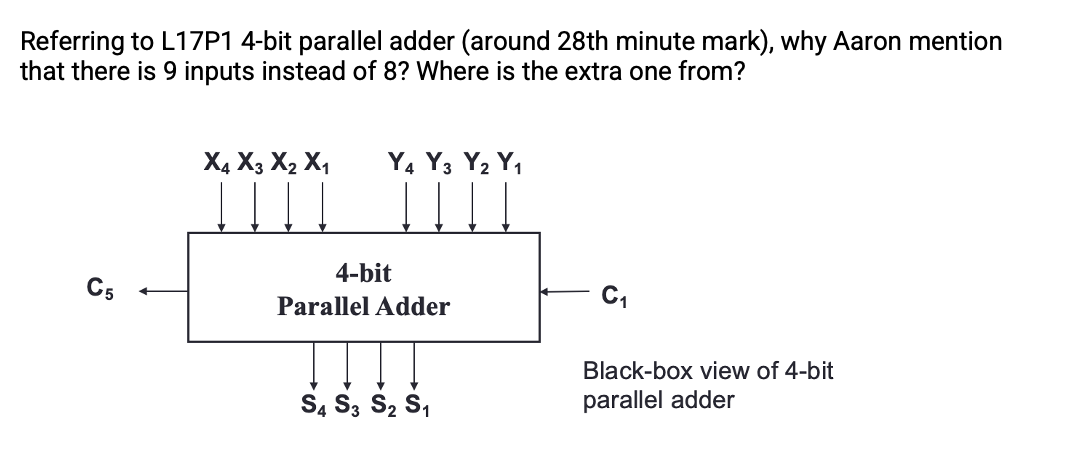 Referring to L17P1 4-bit parallel adder (around 28th minute mark), why Aaron mention
that there is 9 inputs instead of 8? Where is the extra one from?
X₄ X₃ X₂ X₁ Y₄ Y₃ Y₂ Y₁
4-bit
C₅ Parallel Adder C₁
S₄ S₃ S₂ S₁
Black-box view of 4-bit
parallel adder